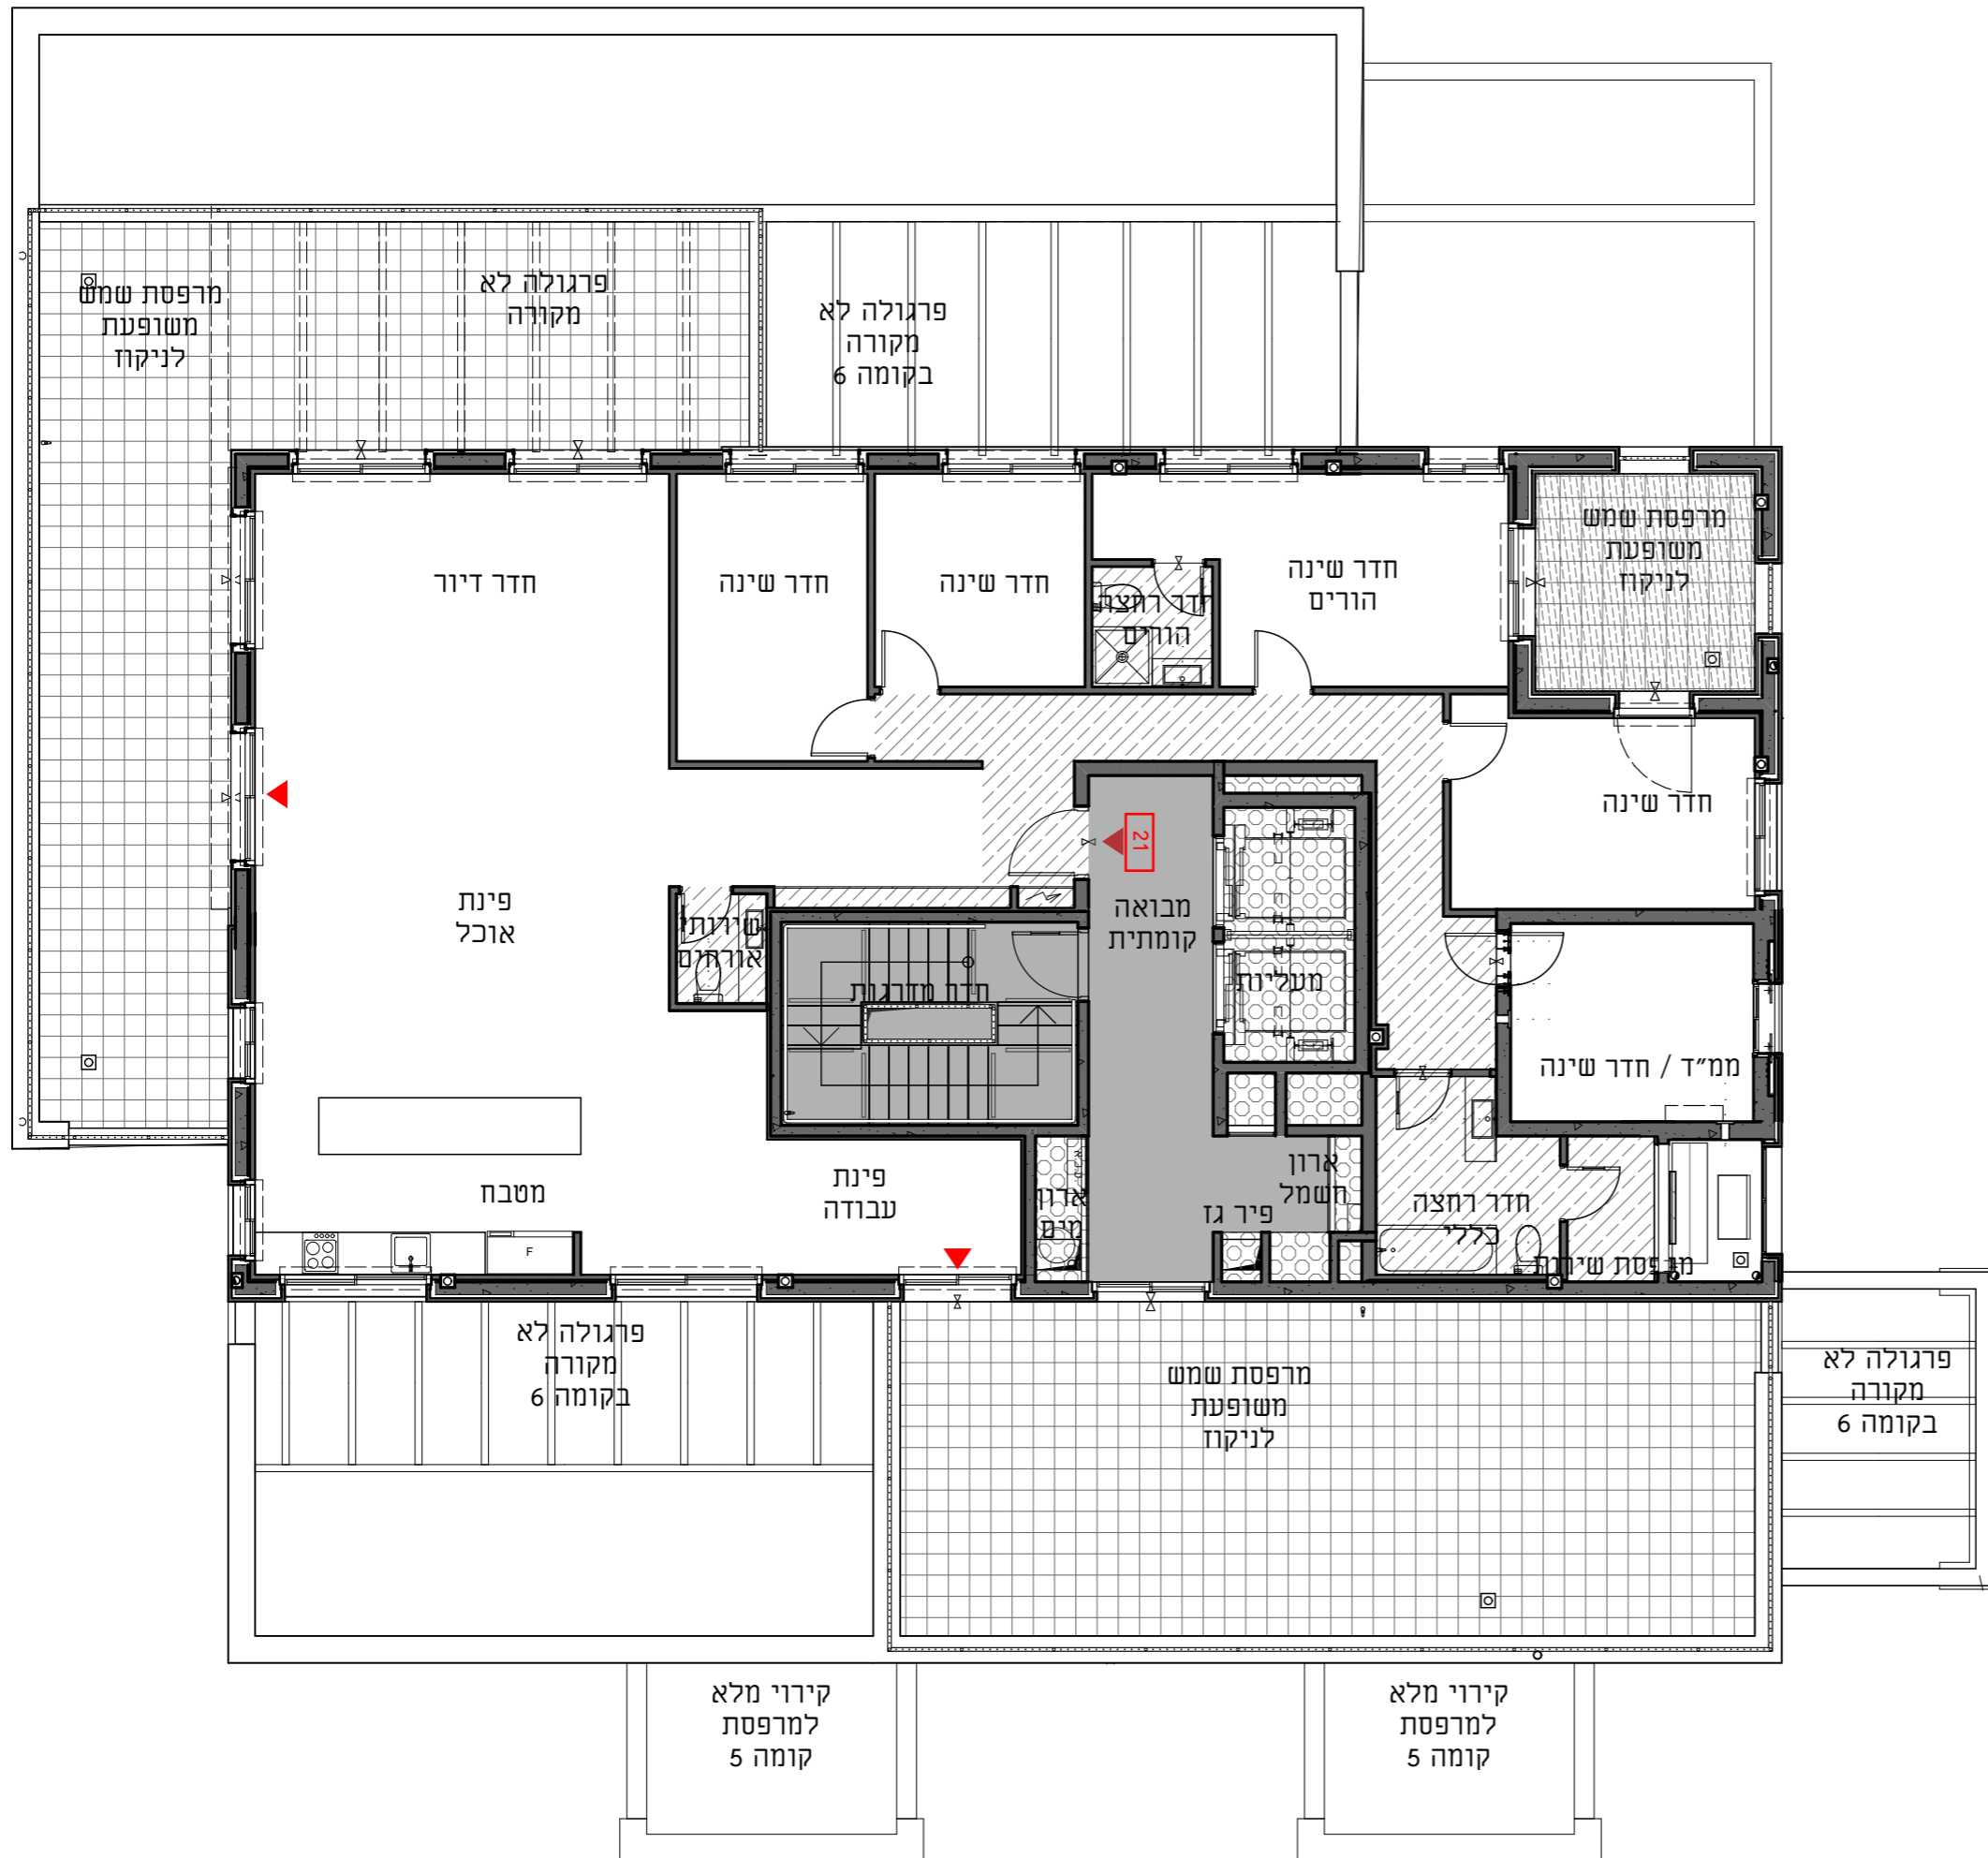 מרפסת שמש
משופעת
לניקוז
פרגולה לא
מקורה
פרגולה לא
מקורה
בקומה 6
חדר דיור
חדר שינה
חדר שינה
חדר רחצה
הורים
חדר שינה
הורים
מרפסת שמש
משופעת
לניקוז
חדר שינה
21
פינת
אוכל
שירותי
אורחים
חדר מדרגות
מבואה
קומתית
מעליות
ממ״ד / חדר שינה
מטבח
F
פינת
עבודה
ארון
מים
פיר גז
ארון
חשמל
חדר רחצה
כללי
מרפסת שירות
פרגולה לא
מקורה
בקומה 6
מרפסת שמש
משופעת
לניקוז
פרגולה לא
מקורה
בקומה 6
קירוי מלא
למרפסת
קומה 5
קירוי מלא
למרפסת
קומה 5